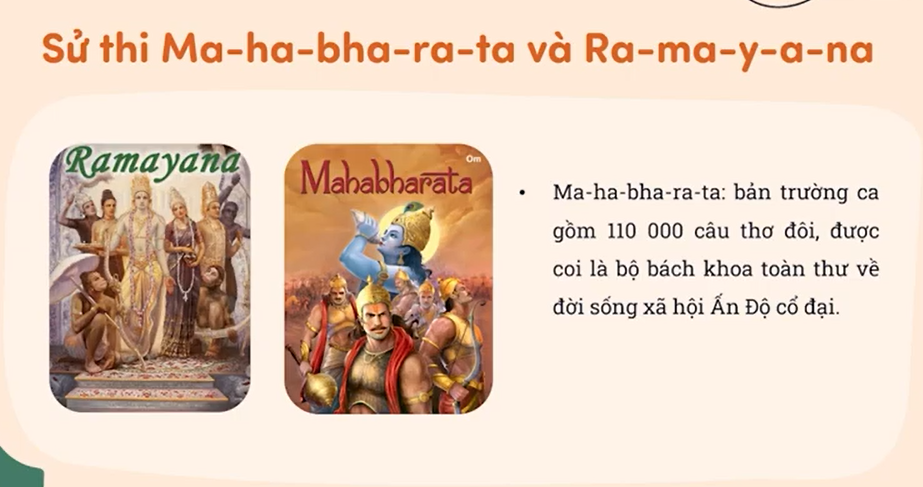 Sử thi Ma-ha-bha-ra-ta và Ra-ma-y-a-na
Ramayana
Om
Mahabharata
• Ma-ha-bha-ra-ta: bản trường ca
gồm 110 000 câu thơ đôi, được
coi là bộ bách khoa toàn thư về
đời sống xã hội Ấn Độ cổ đại.